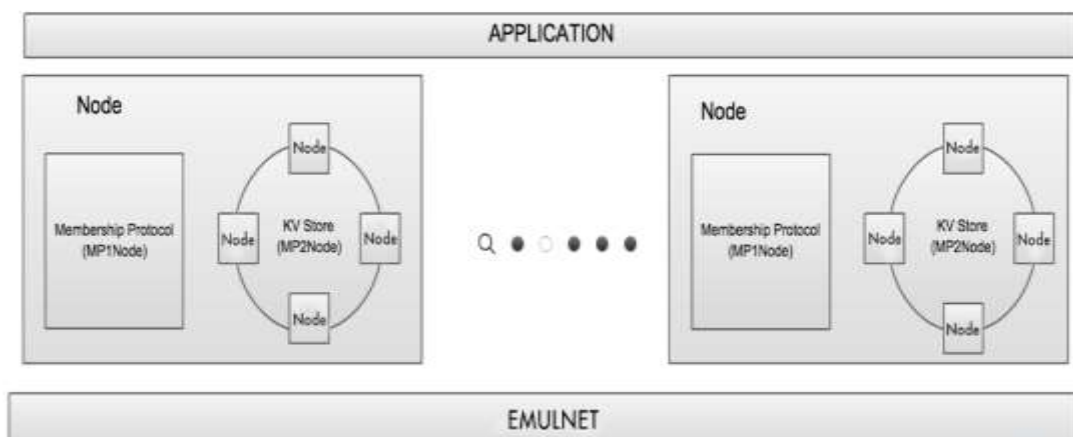 APPLICATION
Node
Node
Membership Protocol
(MP1Node)
Node
KV Store
(MP2Node)
Node
Node
Node
Node
Membership Protocol
(MP1Node)
Node
KV Store
(MP2Node)
Node
Node
EMULNET